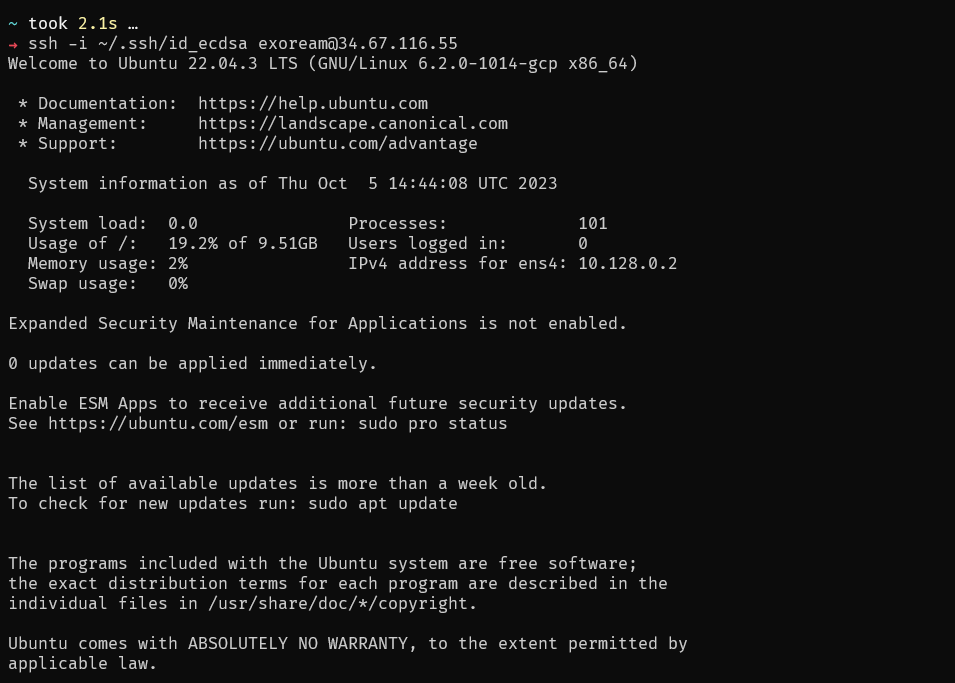 ~ took 2.1s …
→ ssh -i ~/.ssh/id_ecdsa exoream@34.67.116.55
Welcome to Ubuntu 22.04.3 LTS (GNU/Linux 6.2.0-1014-gcp x86_64)

 * Documentation:  https://help.ubuntu.com
 * Management:     https://landscape.canonical.com
 * Support:        https://ubuntu.com/advantage

  System information as of Thu Oct  5 14:44:08 UTC 2023

  System load:  0.0               Processes:             101
  Usage of /:   19.2% of 9.51GB   Users logged in:       0
  Memory usage: 2%                IPv4 address for ens4: 10.128.0.2
  Swap usage:   0%

Expanded Security Maintenance for Applications is not enabled.

0 updates can be applied immediately.

Enable ESM Apps to receive additional future security updates.
See https://ubuntu.com/esm or run: sudo pro status


The list of available updates is more than a week old.
To check for new updates run: sudo apt update


The programs included with the Ubuntu system are free software;
the exact distribution terms for each program are described in the
individual files in /usr/share/doc/*/copyright.

Ubuntu comes with ABSOLUTELY NO WARRANTY, to the extent permitted by
applicable law.